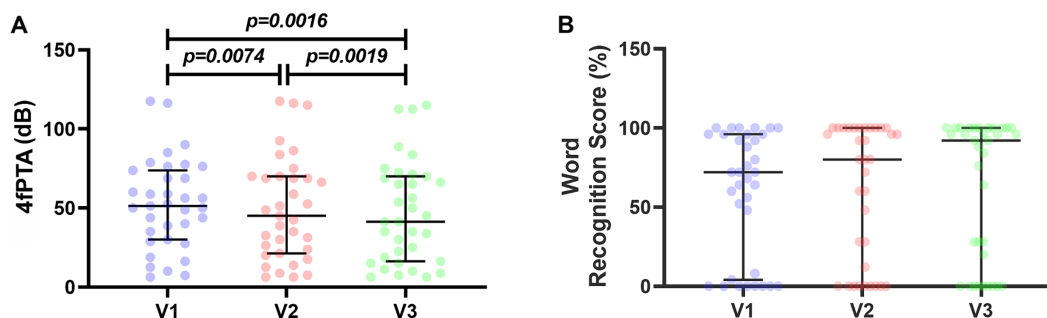 A
p=0.0016
p=0.0074
p=0.0019
4fPTA (dB)
150
100
50
0
V1
V2
V3
B
Word
Recognition Score (%)
150
100
50
0
V1
V2
V3